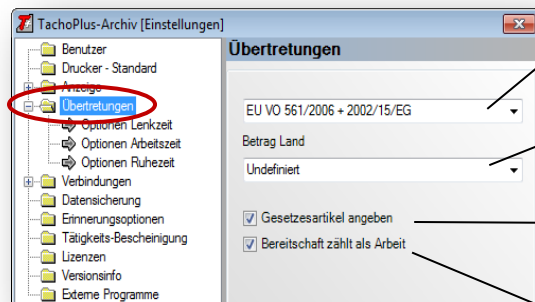 TachoPlus-Archiv [Einstellungen]
Benutzer
Drucker - Standard
Anzeige
Übertretungen
Optionen Lenkzeit
Optionen Arbeitszeit
Optionen Ruhezeit
Verbindungen
Datensicherung
Erinnerungsoptionen
Tätigkeits-Bescheinigung
Lizenzen
Versionsinfo
Externe Programme
Übertretungen
EU VO 561/2006 + 2002/15/EG
Betrag Land
Undefiniert
Gesetzesartikel angeben
Bereitschaft zählt als Arbeit